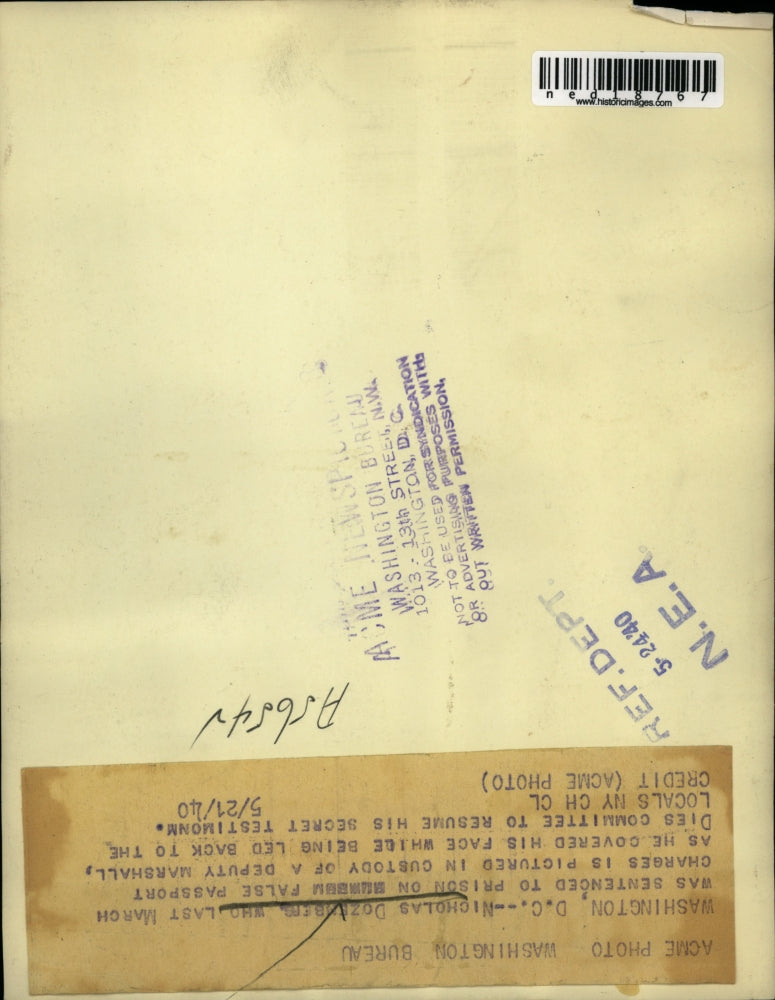 ned18767
www.historicimages.com
ACME NEWSPICTURES
WASHINGTON BUREAU
1013 - 13th STREET, N.W.
WASHINGTON, D. C.
NOT TO BE USED FOR SYNDICATION
OR ADVERTISING PURPOSES WITH-
OUT WRITTEN PERMISSION.
REF. DEPT.
5-24-40
N.E.A.
ACME PHOTO WASHINGTON BUREAU
WASHINGTON, D.C.--NICHOLAS DOZENBERG, WHO LAST MARCH
WAS SENTENCED TO PRISON ON FALSE PASSPORT
CHARGES IS PICTURED IN CUSTODY OF A DEPUTY MARSHALL,
AS HE COVERED HIS FACE WHILE BEING LED BACK TO THE
DIES COMMITTEE TO RESUME HIS SECRET TESTIMONM.
LOCALS NY CH CL 5/21/40
CREDIT (ACME PHOTO)